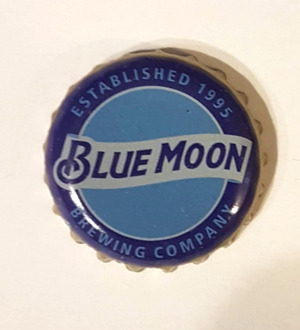 ESTABLISHED 1995
BLUE MOON
BREWING COMPANY